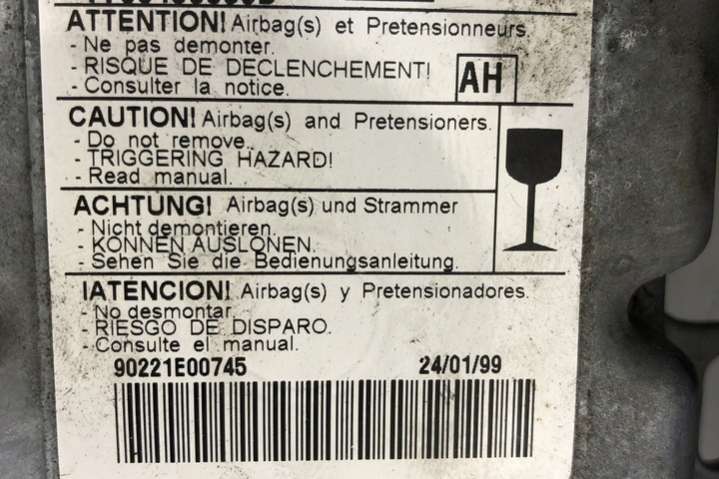 ATTENTION! Airbag(s) et Pretensionneurs.
- Ne pas demonter.
- RISQUE DE DECLENCHEMENT!
- Consulter la notice.
AH
CAUTION! Airbag(s) and Pretensioners.
- Do not remove.
- TRIGGERING HAZARD!
- Read manual.
ACHTUNG! Airbag(s) und Strammer
- Nicht demontieren.
- KONNEN AUSLONEN.
- Sehen Sie die Bedienungsanleitung.
IATENCION! Airbag(s) y Pretensionadores.
- No desmontar.
- RIESGO DE DISPARO.
- Consulte el manual.
90221E00745 24/01/99